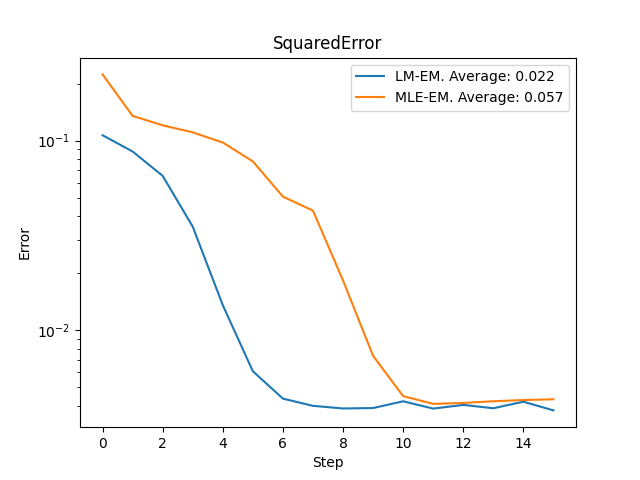 SquaredError
LM-EM. Average: 0.022
MLE-EM. Average: 0.057
10⁻¹
10⁻²
Error
0 2 4 6 8 10 12 14
Step